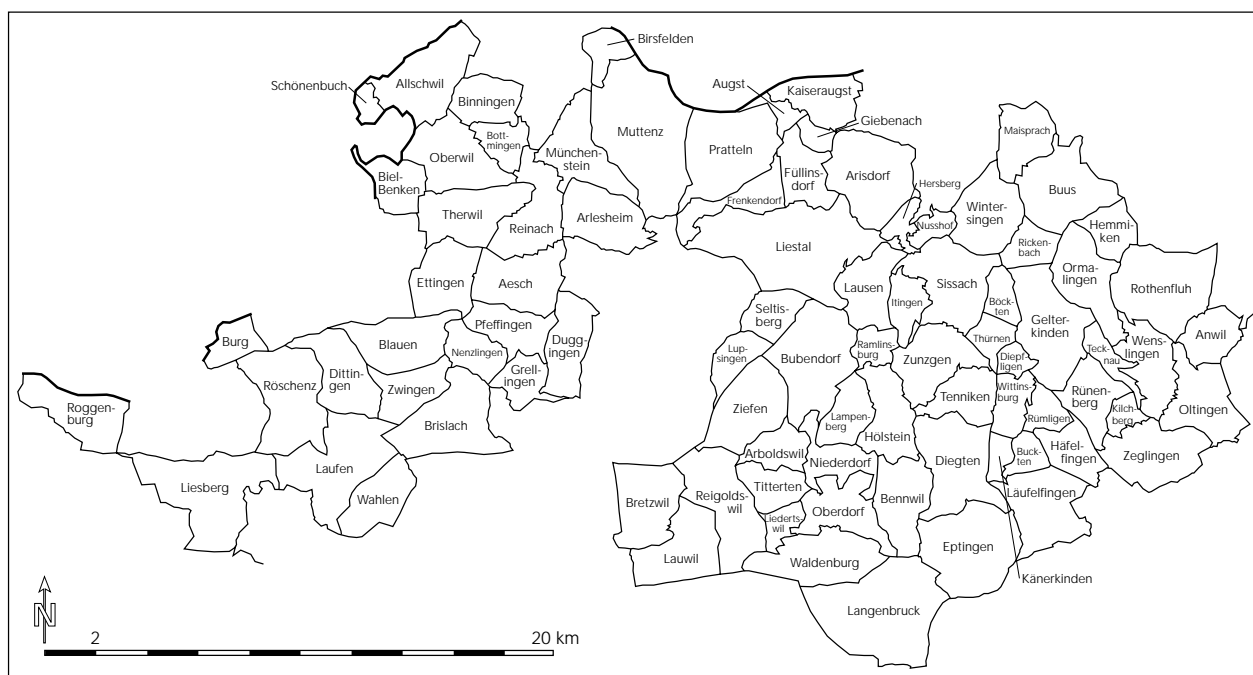 Birsfelden
Schönenbuch
Allschwil
Augst
Kaiseraugst
Binningen
Giebenach
Muttenz
Maisprach
Bott-
mingen
Pratteln
München-
stein
Oberwil
Füllins-
dorf
Arisdorf
Hersberg
Biel-
Benken
Buus
Frenkendorf
Winter-
singen
Therwil
Arlesheim
Nusshof
Hemmi-
ken
Reinach
Liestal
Ricken-
bach
Orma-
lingen
Ettingen
Aesch
Lausen
Itingen
Sissach
Rothenfluh
Seltis-
berg
Böck-
ten
Gelter-
kinden
Pfeffingen
Burg
Blauen
Dugg-
ingen
Nenzlingen
Lup-
singen
Bubendorf
Ramlins-
burg
Zunzgen
Thürnen
Anwil
Wens-
lingen
Diepf-
lingen
Teck-
nau
Röschenz
Dittin-
gen
Zwingen
Grell-
ingen
Wittins-
burg
Rünen-
berg
Tenniken
Roggen-
burg
Ziefen
Lampen-
berg
Kilch-
berg
Oltingen
Brislach
Rümligen
Hölstein
Laufen
Arboldswil
Niederdorf
Diegten
Buck-
ten
Häfel-
fingen
Zeglingen
Liesberg
Wahlen
Bretzwil
Reigolds-
wil
Titterten
Bennwil
Läufelfingen
Liederts-
wil
Oberdorf
Eptingen
Lauwil
Waldenburg
Känerkinden
Langenbruck
N
2
20 km